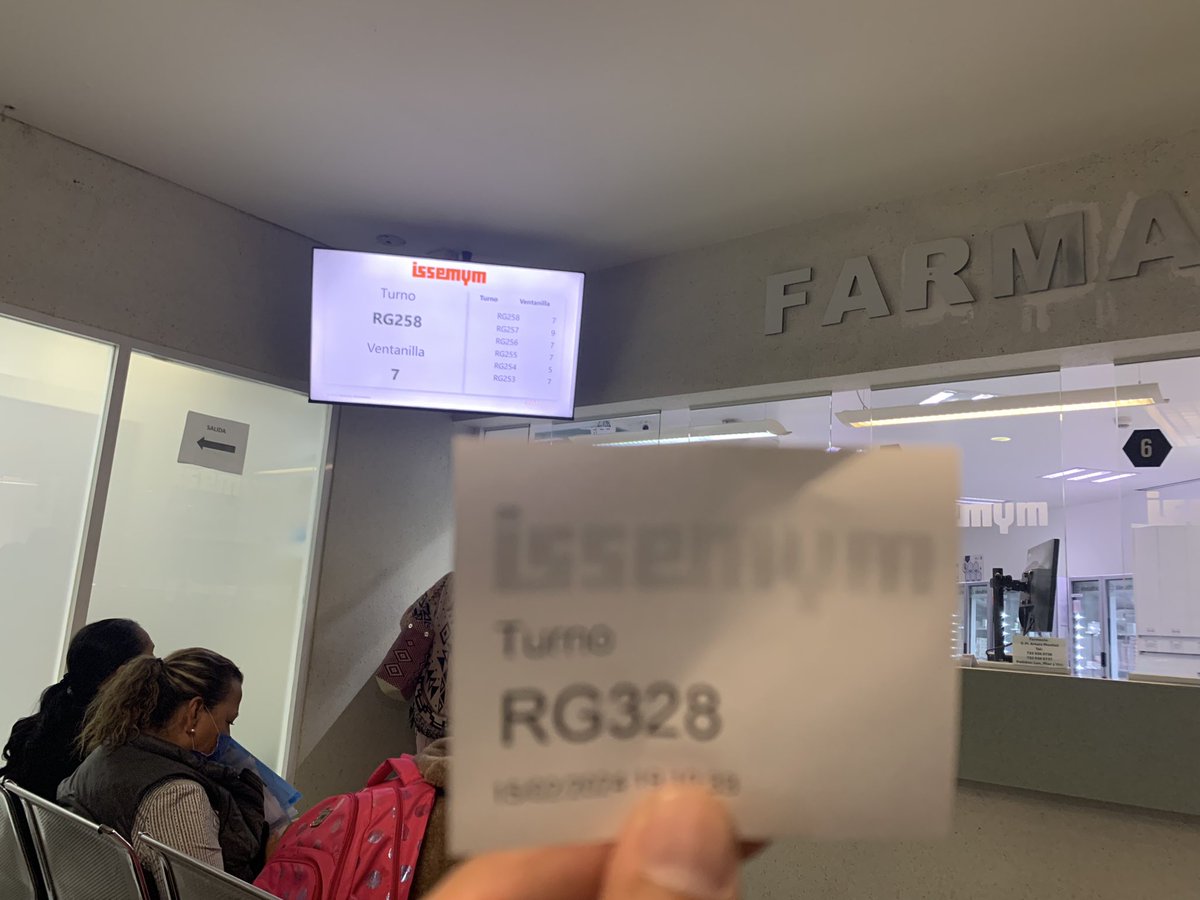 issemym
Turno
RG258
Ventanilla
7
Turno Ventanilla
RG258 7
RG257 9
RG256 7
RG255 7
RG254 5
RG253 7
FARMA
SALIDA
6
issemym
Turno
RG328